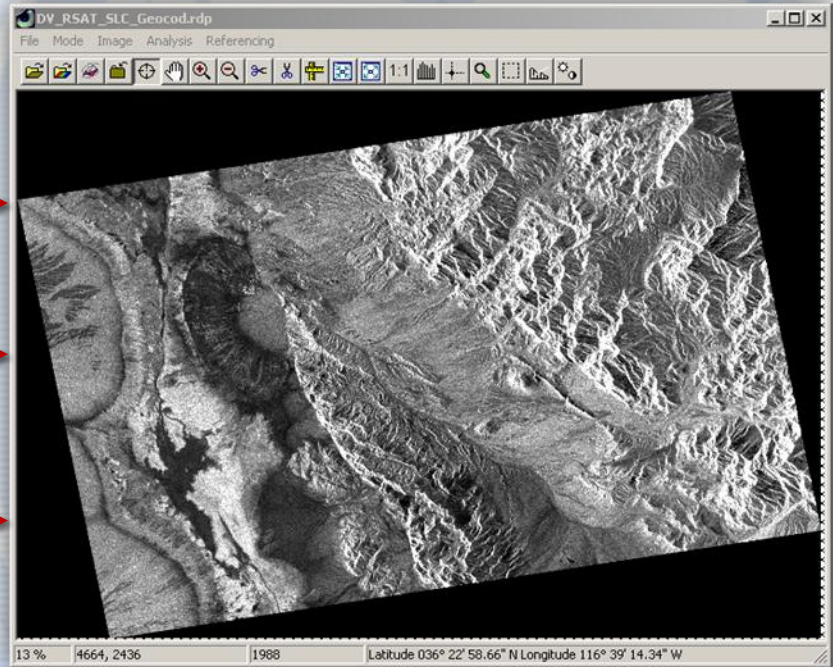 DV_RSAT_SLC_Geocod.rdp
File Mode Image Analysis Referencing
1:1
13 % 4664, 2436 1988 Latitude 036° 22' 58.66" N Longitude 116° 39' 14.34" W